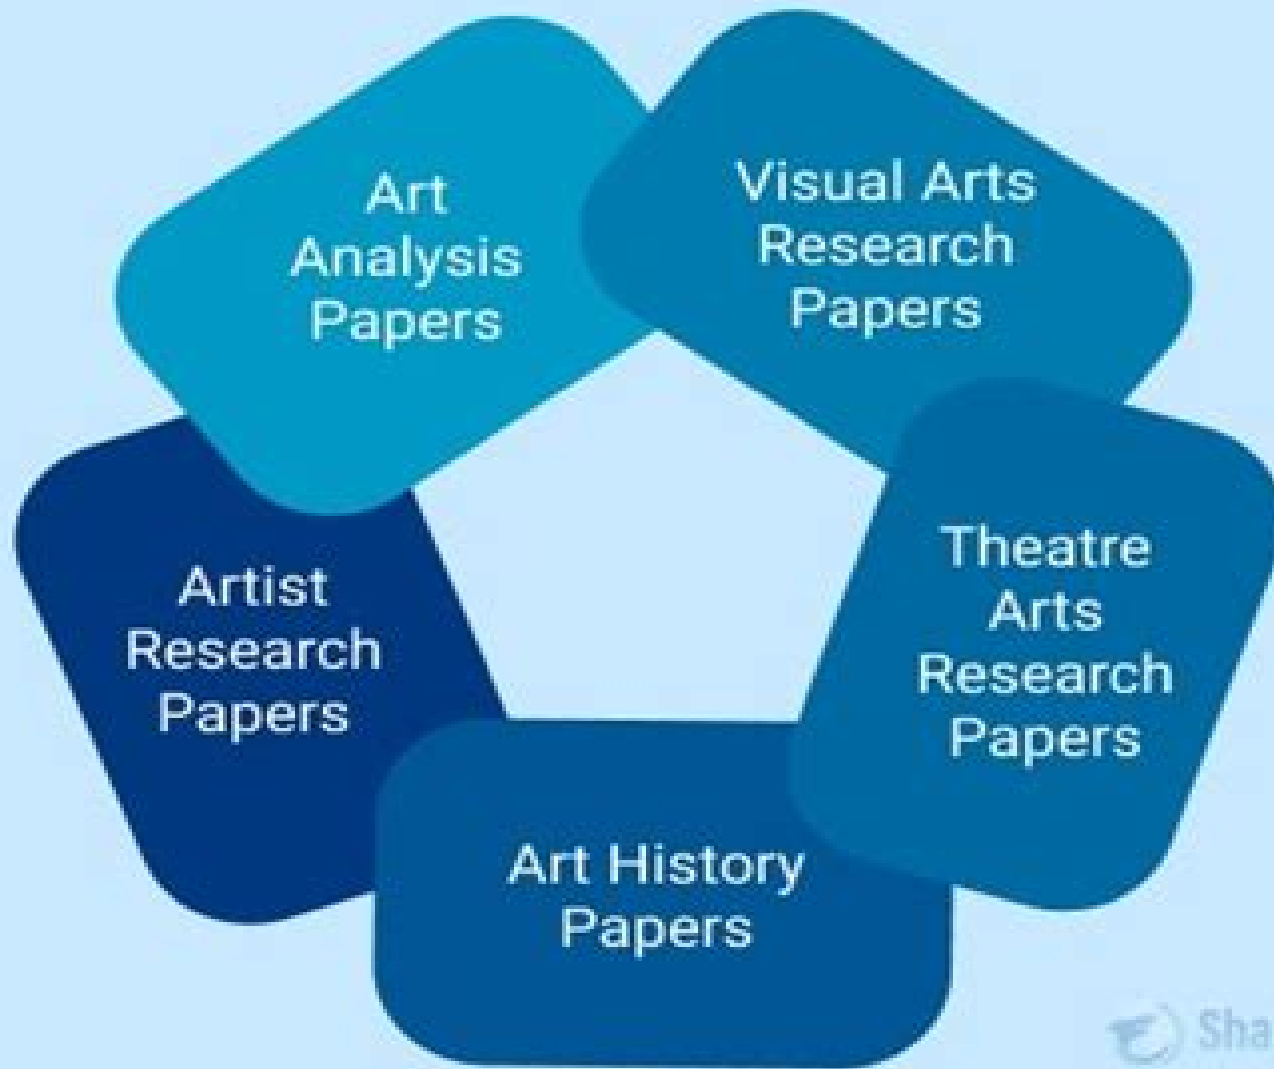 Art
Analysis
Papers
Visual Arts
Research
Papers
Theatre
Arts
Research
Papers
Artist
Research
Papers
Art History
Papers